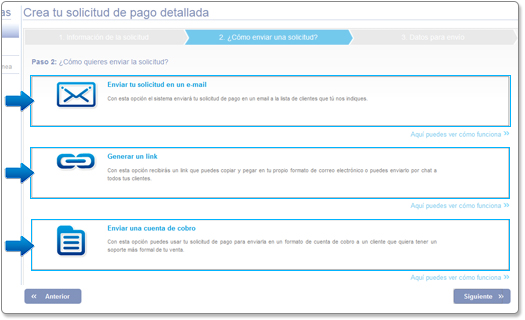 as
Crea tu solicitud de pago detallada
1. Información de la solicitud
2. ¿Cómo enviar una solicitud?
3. Datos para envío
nea
Paso 2: ¿Cómo quieres enviar la solicitud?
Enviar tu solicitud en un e-mail
Con esta opción el sistema enviará tu solicitud de pago en un email a la lista de clientes que tú nos indiques.
Aquí puedes ver cómo funciona »
Generar un link
Con esta opción recibirás un link que puedes copiar y pegar en tu propio formato de correo electrónico o puedes enviarlo por chat a
todos tus clientes.
Aquí puedes ver cómo funciona »
Enviar una cuenta de cobro
Con esta opción puedes usar tu solicitud de pago para enviarla en un formato de cuenta de cobro a un cliente que quiera tener un
soporte más formal de tu venta.
Aquí puedes ver cómo funciona »
« Anterior
Siguiente »